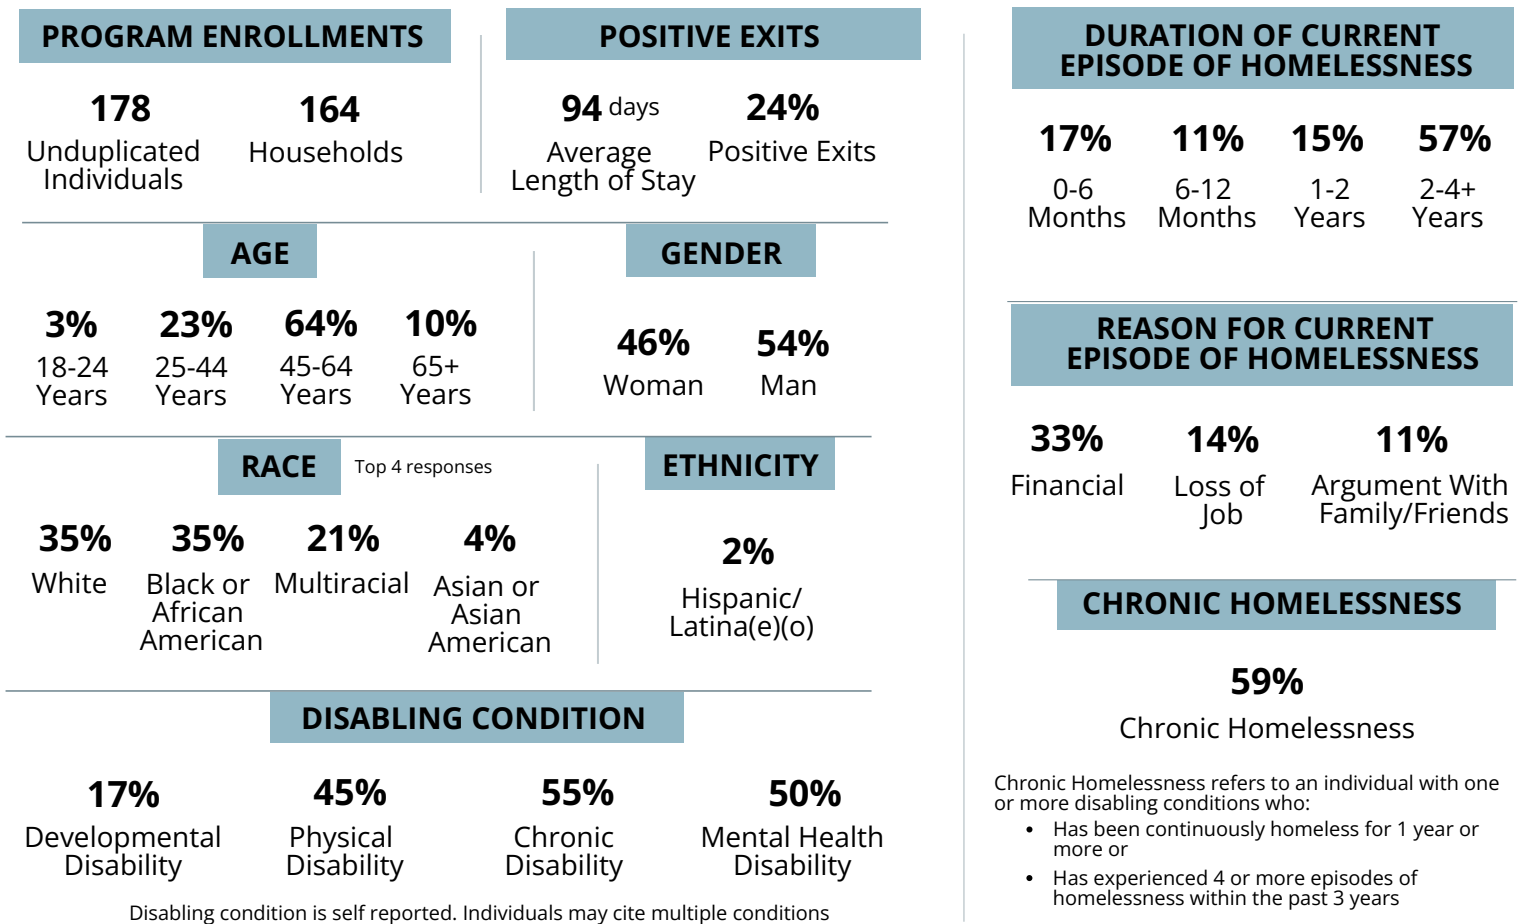 PROGRAM ENROLLMENTS
178
Unduplicated
Individuals
164
Households
POSITIVE EXITS
94 days
Average
Length of Stay
24%
Positive Exits
AGE
3%
18-24
Years
23%
25-44
Years
64%
45-64
Years
10%
65+
Years
GENDER
46%
Woman
54%
Man
RACE
Top 4 responses
35%
White
35%
Black or
African
American
21%
Multiracial
4%
Asian or
Asian
American
ETHNICITY
2%
Hispanic/
Latina(e)(o)
DISABLING CONDITION
17%
Developmental
Disability
45%
Physical
Disability
55%
Chronic
Disability
50%
Mental Health
Disability
Disabling condition is self reported. Individuals may cite multiple conditions
DURATION OF CURRENT
EPISODE OF HOMELESSNESS
17%
0-6
Months
11%
6-12
Months
15%
1-2
Years
57%
2-4+
Years
REASON FOR CURRENT
EPISODE OF HOMELESSNESS
33%
Financial
14%
Loss of
Job
11%
Argument With
Family/Friends
CHRONIC HOMELESSNESS
59%
Chronic Homelessness
Chronic Homelessness refers to an individual with one
or more disabling conditions who:
• Has been continuously homeless for 1 year or
more or
• Has experienced 4 or more episodes of
homelessness within the past 3 years